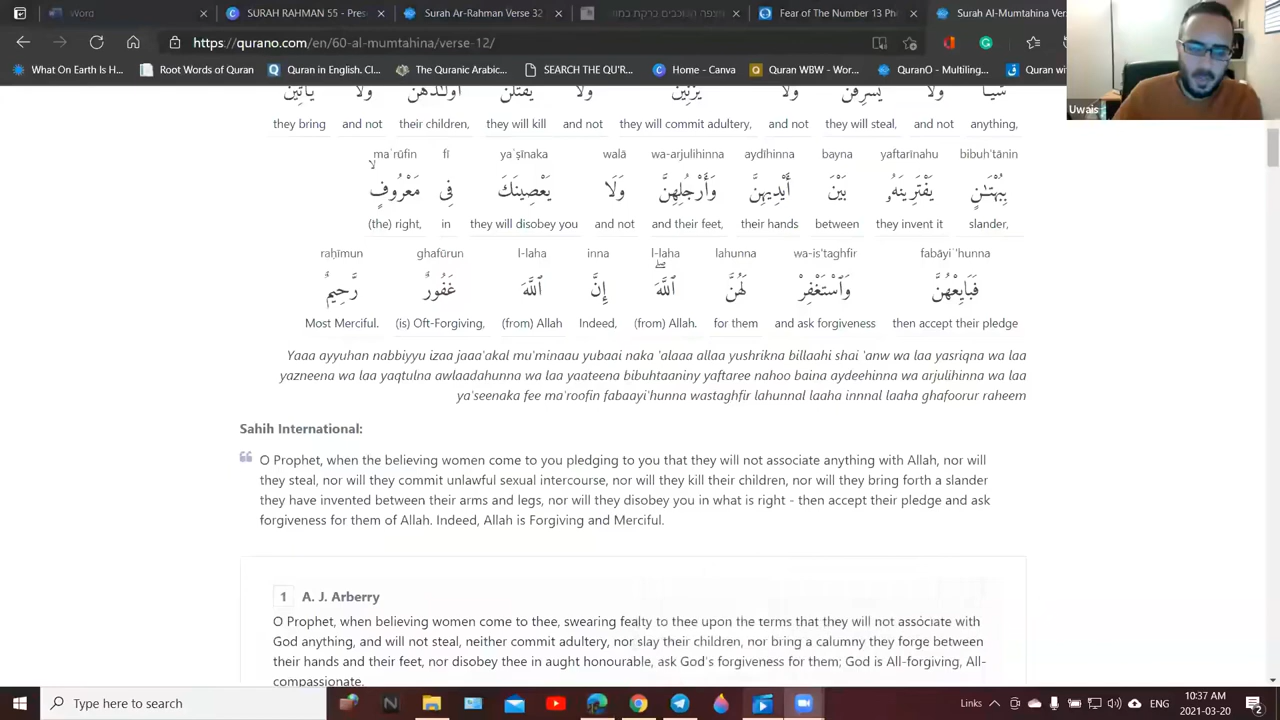 Word
SURAH RAHMAN 55 - Pres
Surah Ar-Rahman Verse 32
Fear of The Number 13 Pho
Surah Al-Mumtahina Vers
https://qurano.com/en/60-al-mumtahina/verse-12/
What On Earth Is H...
Root Words of Quran
Quran in English. Cl...
The Quranic Arabic...
SEARCH THE QU'R...
Home - Canva
Quran WBW - Wor...
QuranO - Multiling...
Quran wit
Uwais
they bring and not their children, they will kill and not they will commit adultery, and not they will steal, and not anything,
maʿrūfin fī yaʿṣīnaka walā wa-arjulihinna aydīhinna bayna yaftarīnahu bibuh'tānin
بِبُهْتَـٰنٍ يَفْتَرِينَهُۥ بَيْنَ أَيْدِيهِنَّ وَأَرْجُلِهِنَّ وَلَا يَعْصِينَكَ فِى مَعْرُوفٍ ۙ
(the) right, in they will disobey you and not and their feet, their hands between they invent it slander,
raḥīmun ghafūrun l-laha inna l-laha lahunna wa-is'taghfir fabāyiʿ'hunna
فَبَايِعْهُنَّ وَٱسْتَغْفِرْ لَهُنَّ ٱللَّهَ ۖ إِنَّ ٱللَّهَ غَفُورٌ رَّحِيمٌ
Most Merciful. (is) Oft-Forgiving, (from) Allah Indeed, (from) Allah. for them and ask forgiveness then accept their pledge
Yaaa ayyuhan nabbiyyu izaa jaaa'akal mu'minaau yubaai naka 'alaaa allaa yushrikna billaahi shai 'anw wa laa yasriqna wa laa
yazneena wa laa yaqtulna awlaadahunna wa laa yaateena bibuhtaaniny yaftaree nahoo baina aydeehinna wa arjulihinna wa laa
ya'seenaka fee ma'roofin fabaayi'hunna wastaghfir lahunnal laaha innnal laaha ghafoorur raheem
Sahih International:
O Prophet, when the believing women come to you pledging to you that they will not associate anything with Allah, nor will
they steal, nor will they commit unlawful sexual intercourse, nor will they kill their children, nor will they bring forth a slander
they have invented between their arms and legs, nor will they disobey you in what is right - then accept their pledge and ask
forgiveness for them of Allah. Indeed, Allah is Forgiving and Merciful.
1 A. J. Arberry
O Prophet, when believing women come to thee, swearing fealty to thee upon the terms that they will not associate with
God anything, and will not steal, neither commit adultery, nor slay their children, nor bring a calumny they forge between
their hands and their feet, nor disobey thee in aught honourable, ask God's forgiveness for them; God is All-forgiving, All-
compassionate.
Type here to search
Links
ENG
10:37 AM
2021-03-20
2